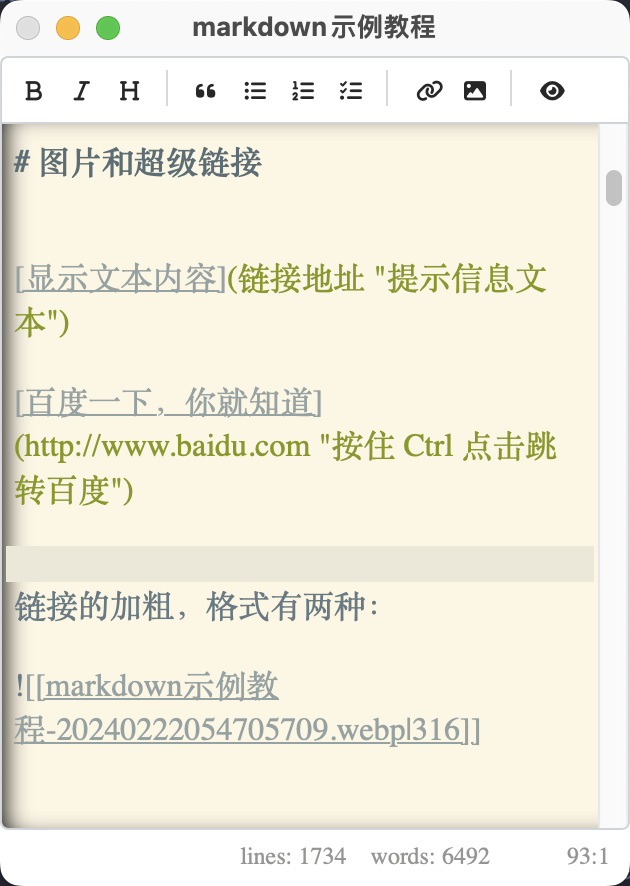 markdown示例教程
B I H
# 图片和超级链接
[显示文本内容](链接地址 "提示信息文
本")
[百度一下，你就知道]
(http://www.baidu.com "按住 Ctrl 点击跳
转百度")
链接的加粗，格式有两种：
![[markdown示例教
程-20240222054705709.webp|316]]
lines: 1734 words: 6492 93:1